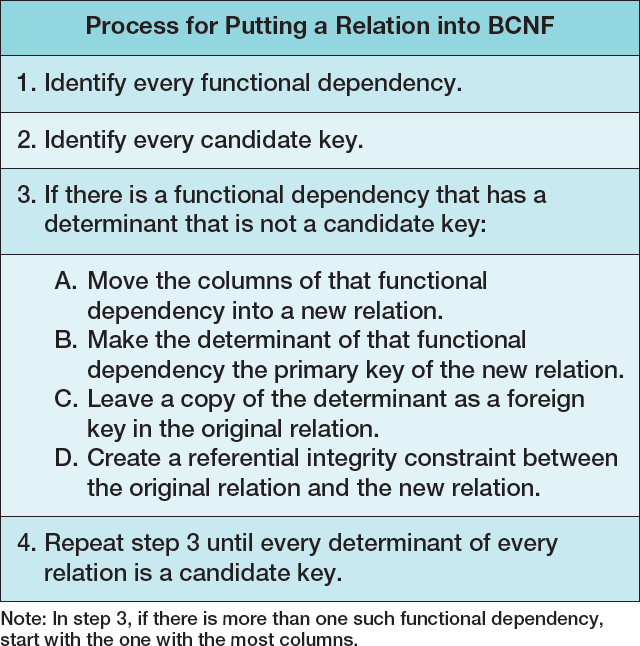 Process for Putting a Relation into BCNF
1. Identify every functional dependency.
2. Identify every candidate key.
3. If there is a functional dependency that has a
determinant that is not a candidate key:
A. Move the columns of that functional
dependency into a new relation.
B. Make the determinant of that functional
dependency the primary key of the new relation.
C. Leave a copy of the determinant as a foreign
key in the original relation.
D. Create a referential integrity constraint between
the original relation and the new relation.
4. Repeat step 3 until every determinant of every
relation is a candidate key.
Note: In step 3, if there is more than one such functional dependency,
start with the one with the most columns.